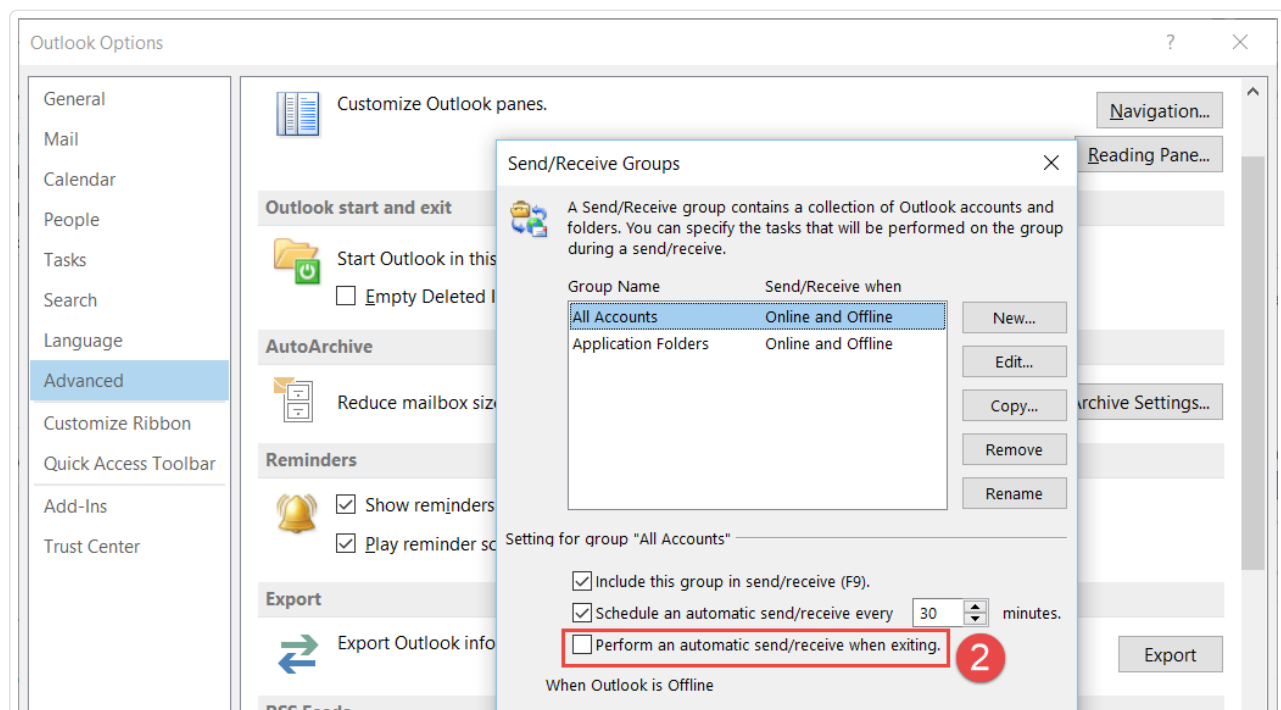 Outlook Options
General
Mail
Calendar
People
Tasks
Search
Language
Advanced
Customize Ribbon
Quick Access Toolbar
Add-Ins
Trust Center
Customize Outlook panes.
Navigation...
Reading Pane...
Outlook start and exit
Start Outlook in this
Empty Deleted I
AutoArchive
Reduce mailbox siz
Archive Settings...
Reminders
Show reminders
Play reminder so
Export
Export Outlook info
Export
RSS Feeds
Send/Receive Groups
A Send/Receive group contains a collection of Outlook accounts and
folders. You can specify the tasks that will be performed on the group
during a send/receive.
Group Name Send/Receive when
All Accounts Online and Offline
Application Folders Online and Offline
New...
Edit...
Copy...
Remove
Rename
Setting for group "All Accounts"
Include this group in send/receive (F9).
Schedule an automatic send/receive every 30 minutes.
Perform an automatic send/receive when exiting.
2
When Outlook is Offline